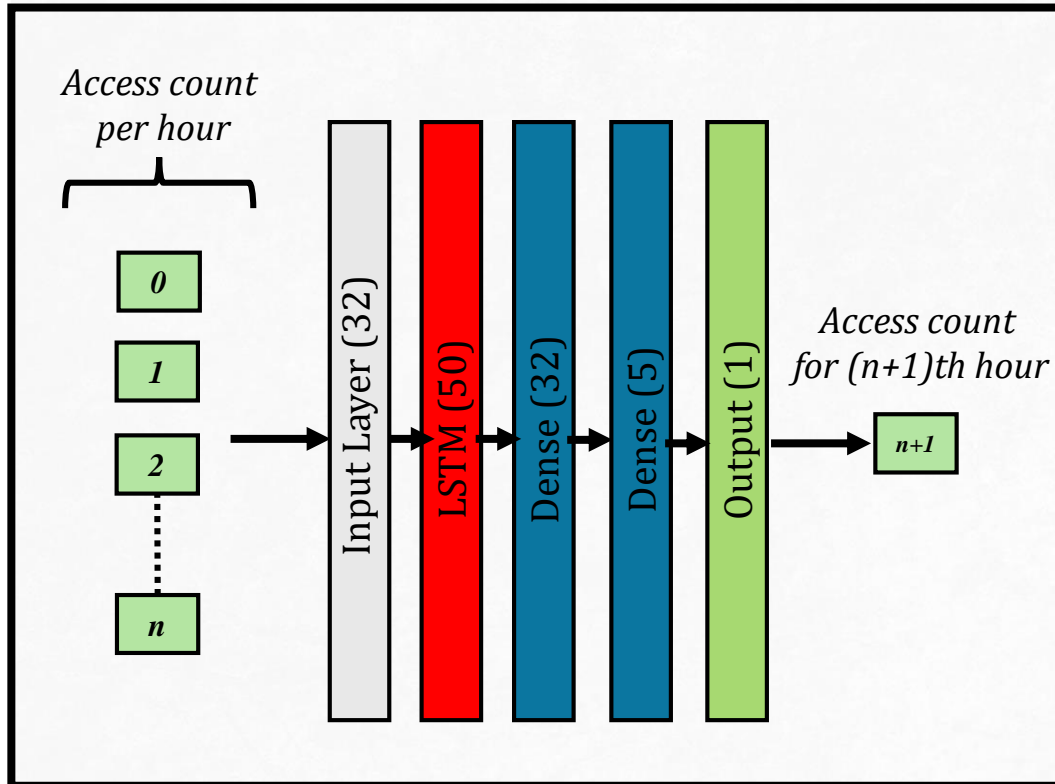 Access count
per hour
0
1
2
n
Input Layer (32)
LSTM (50)
Dense (32)
Dense (5)
Output (1)
Access count
for (n+1)th hour
n+1